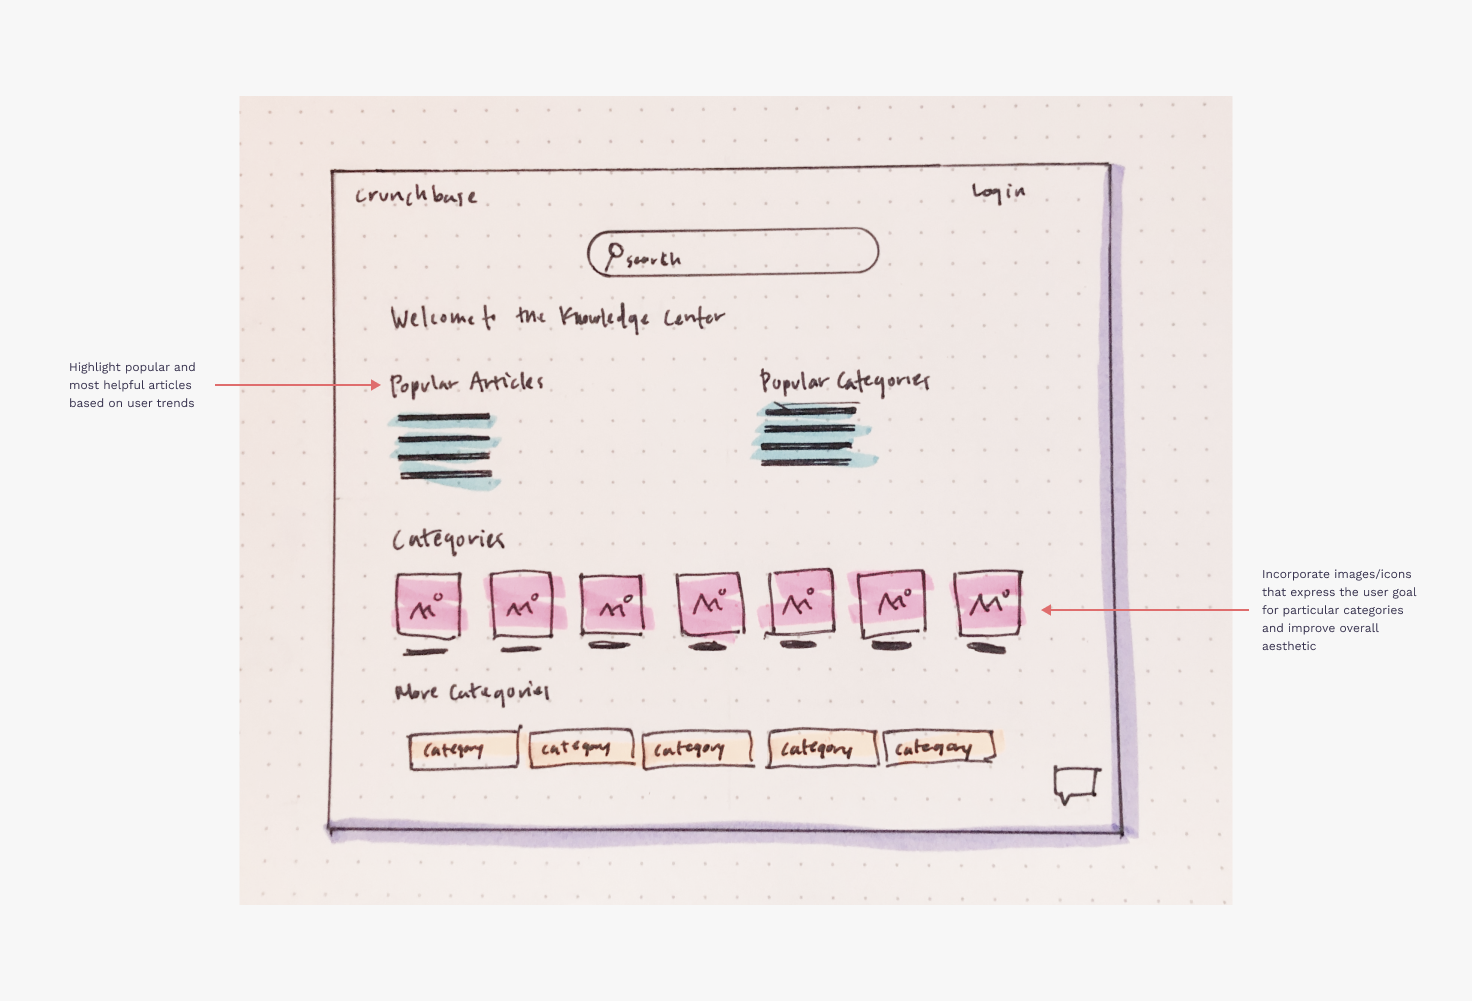 Crunchbase
Login
search
Welcome to the Knowledge Center
Highlight popular and
most helpful articles
based on user trends
Popular Articles
Popular Categories
Categories
Incorporate images/icons
that express the user goal
for particular categories
and improve overall
aesthetic
More Categories
Category
Category
Category
Category
Category